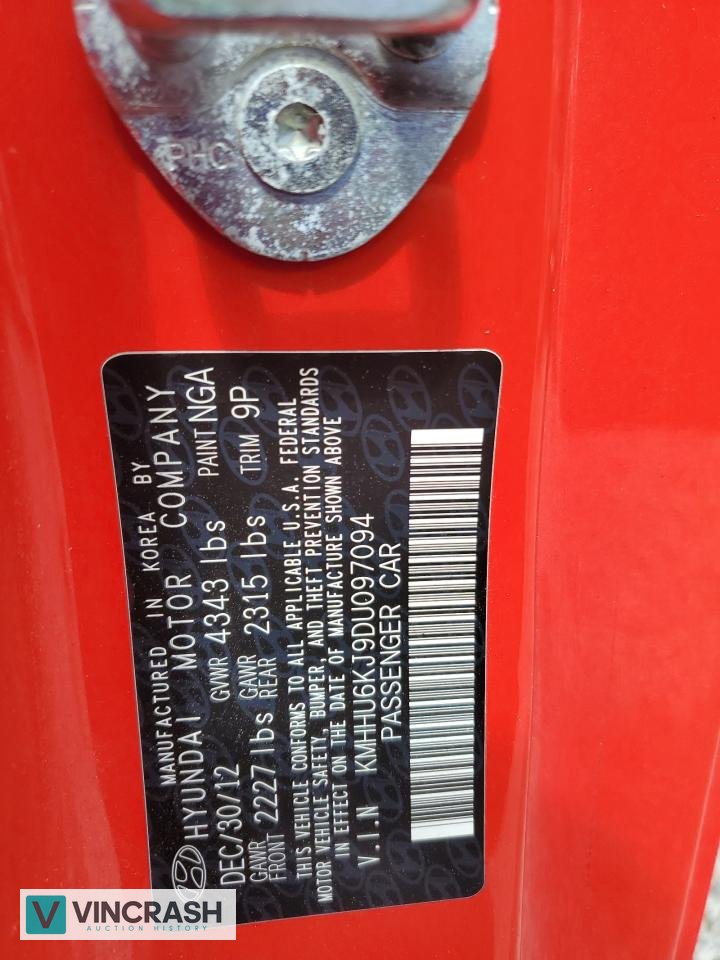 PHC
MANUFACTURED IN KOREA BY
HYUNDAI MOTOR COMPANY
DEC/30/12 GVWR 4343 lbs PAINT NGA
GAWR FRONT 2227lbs GAWR REAR 2315 lbs TRIM 9P
THIS VEHICLE CONFORMS TO ALL APPLICABLE U.S.A. FEDERAL
MOTOR VEHICLE SAFETY, BUMPER, AND THEFT PREVENTION STANDARDS
IN EFFECT ON THE DATE OF MANUFACTURE SHOWN ABOVE
V.I.N KMHHU6KJ9DU097094
PASSENGER CAR
V VINCRASH
AUCTION HISTORY